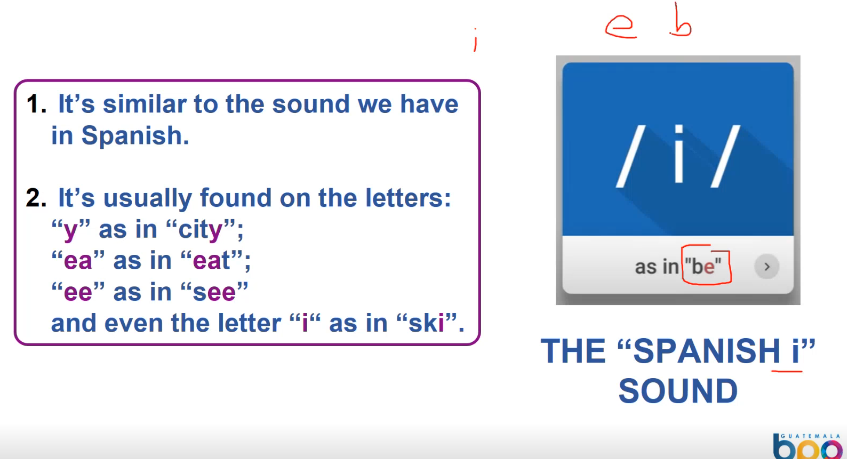 i e b
1. It’s similar to the sound we have
in Spanish.
2. It’s usually found on the letters:
“y” as in “city”;
“ea” as in “eat”;
“ee” as in “see”
and even the letter “i“ as in “ski”.
/i/
as in "be"
THE “SPANISH i”
SOUND
GUATEMALA
bpo